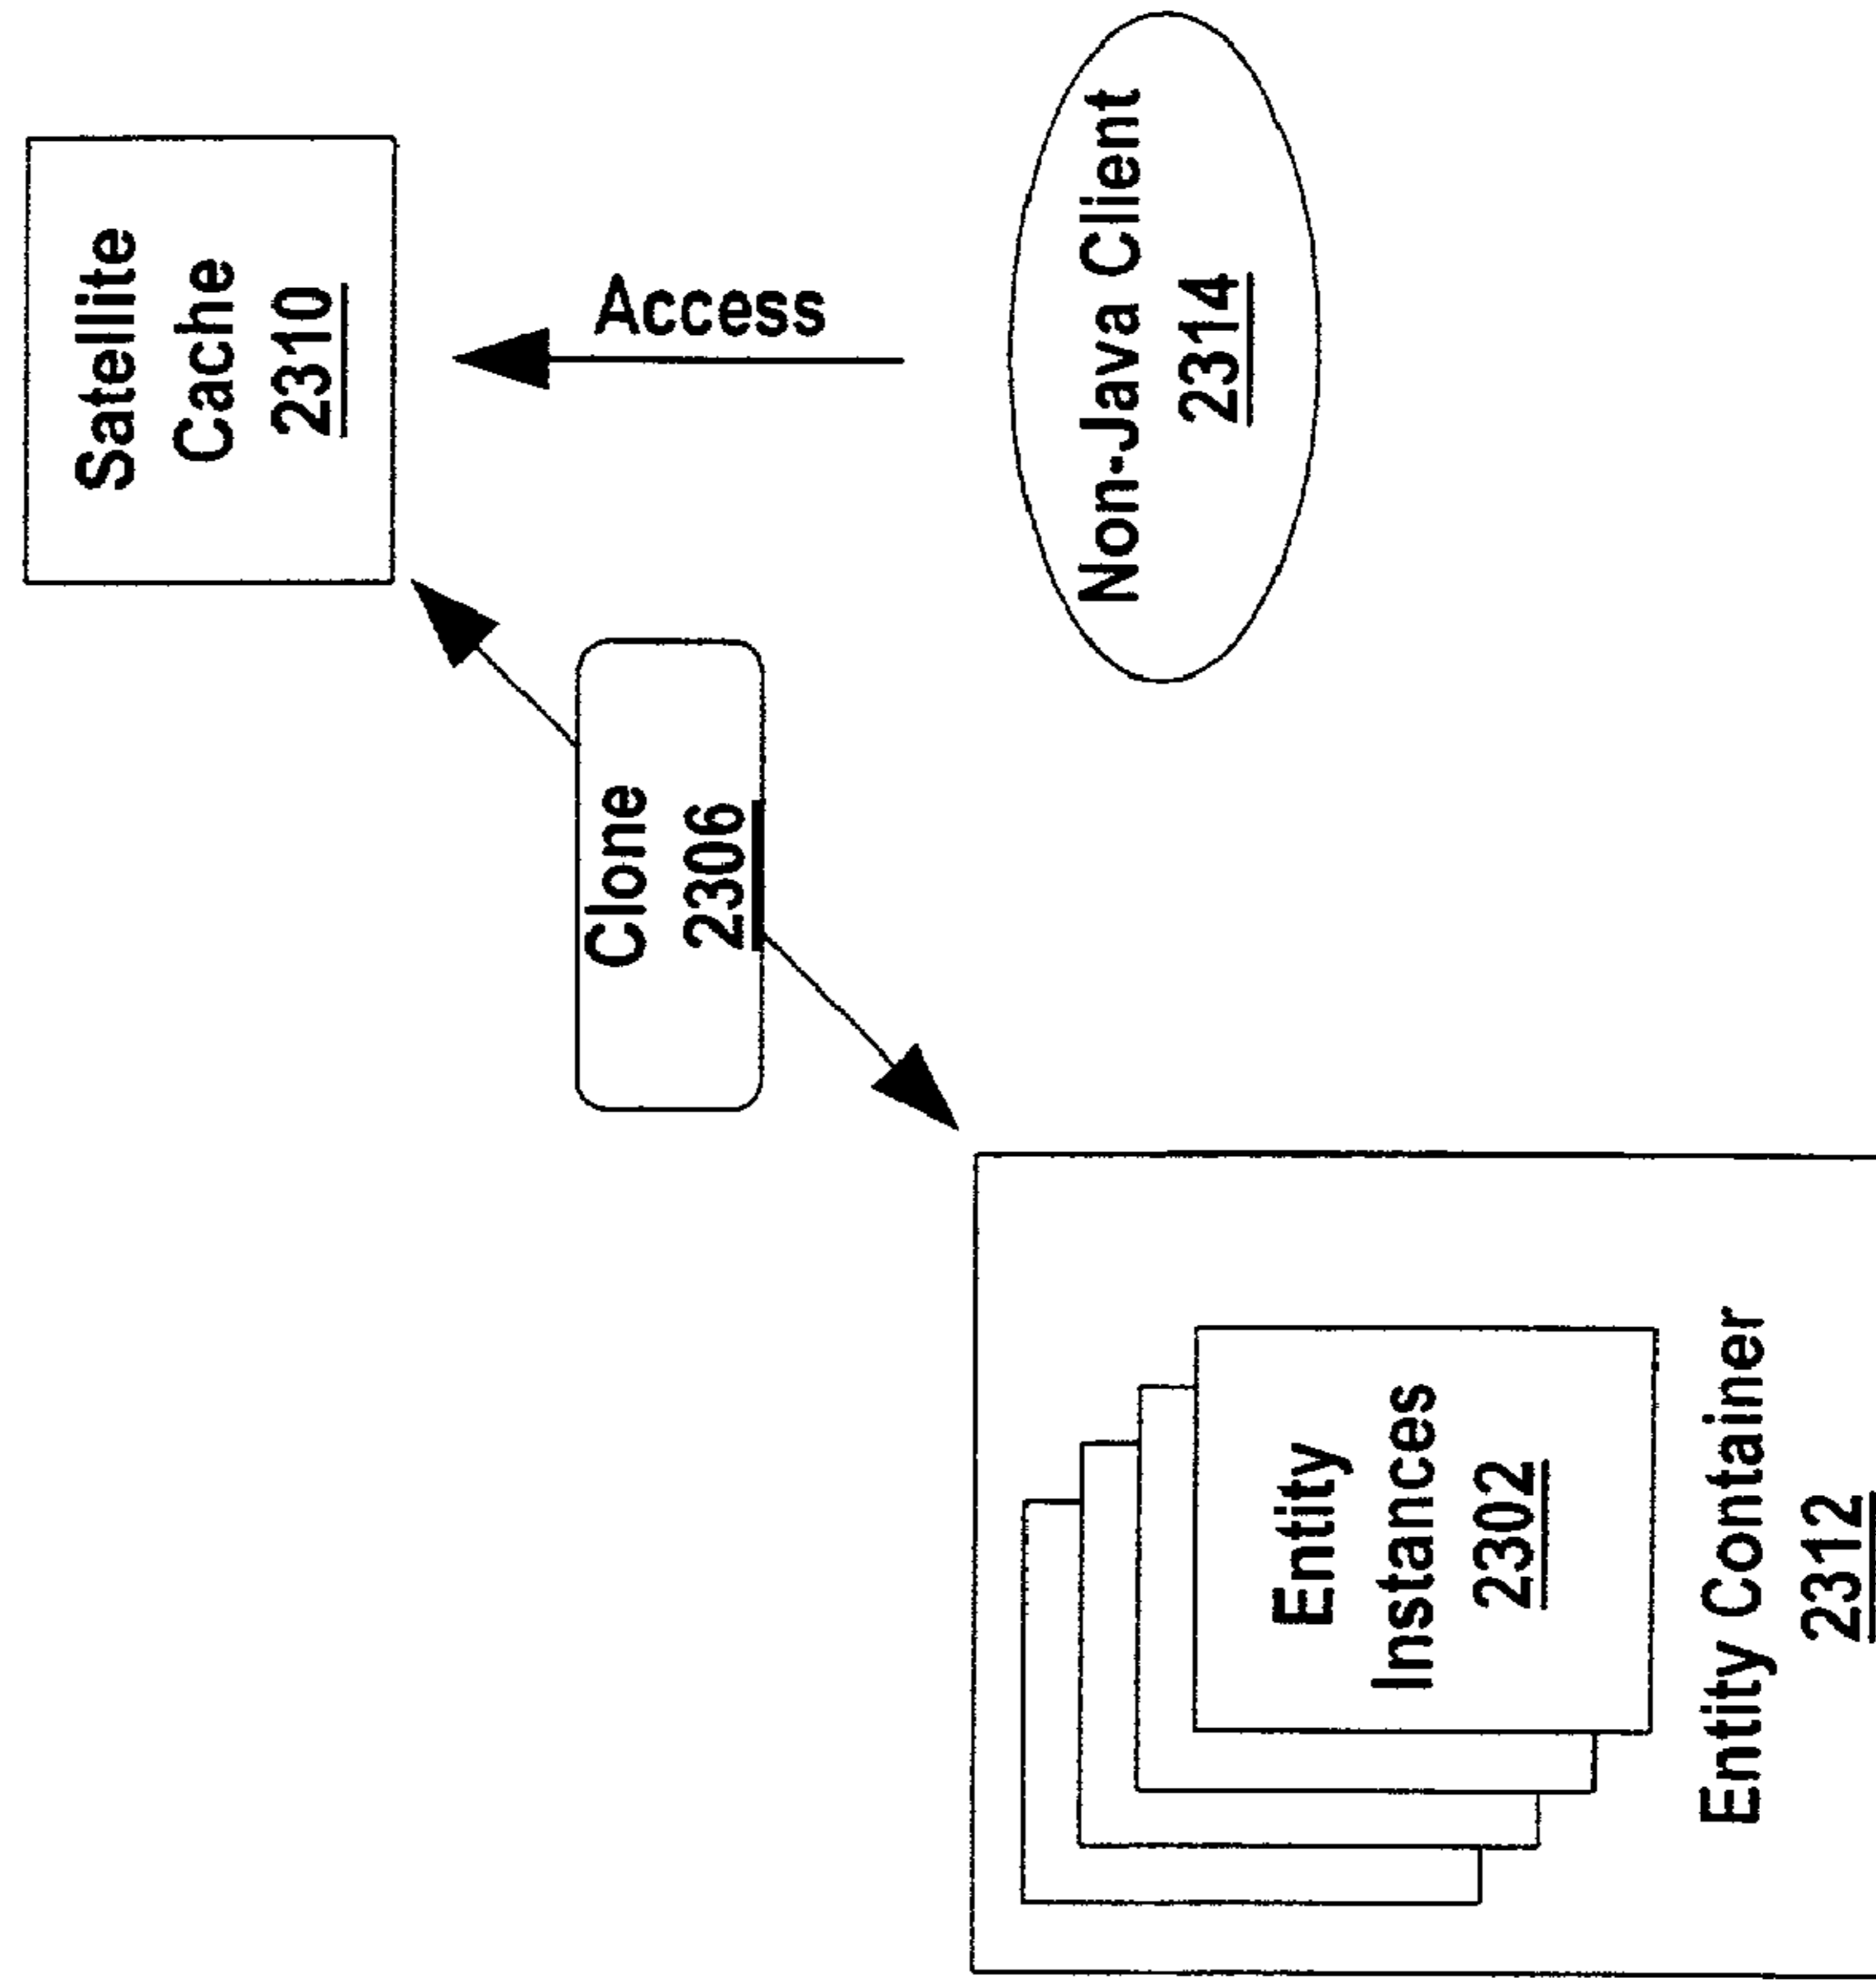 Satellite
Cache
2310
Access
Non-Java Client
2314
Clone
2306
Entity
Instances
2302
Entity Container
2312